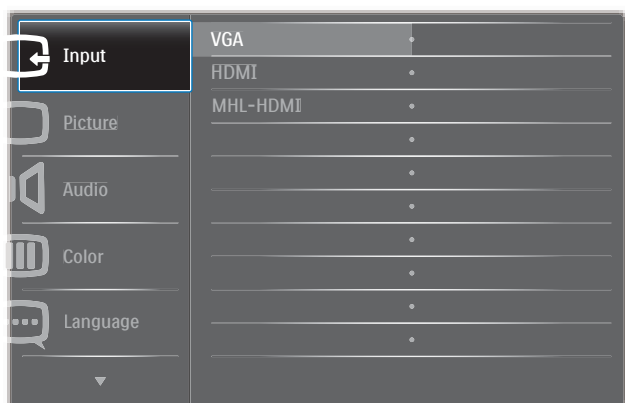 Input
Picture
Audio
Color
Language
VGA
HDMI
MHL-HDMI